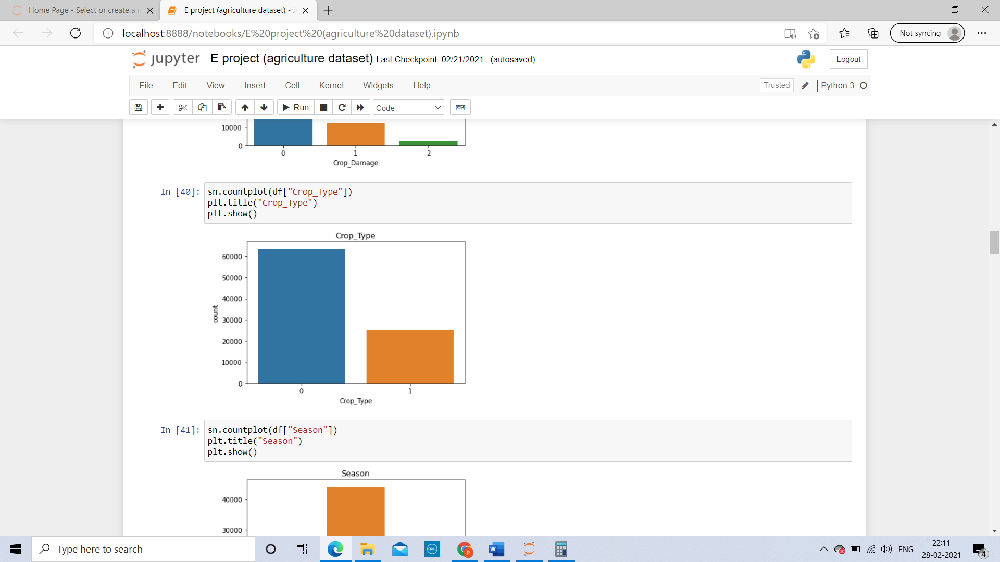 Home Page - Select or create a n
E project (agriculture dataset) - J
localhost:8888/notebooks/E%20project%20(agriculture%20dataset).ipynb
Not syncing
jupyter E project (agriculture dataset) Last Checkpoint: 02/21/2021 (autosaved)
Logout
File Edit View Insert Cell Kernel Widgets Help
Trusted Python 3
Run Code
10000
0
0 1 2
Crop_Damage
In [40]: sn.countplot(df["Crop_Type"])
plt.title("Crop_Type")
plt.show()
Crop_Type
60000
50000
40000
30000
20000
10000
0
count
0 1
Crop_Type
In [41]: sn.countplot(df["Season"])
plt.title("Season")
plt.show()
Season
40000
30000
Type here to search
DELL
p
W
ENG
22:11
28-02-2021
4